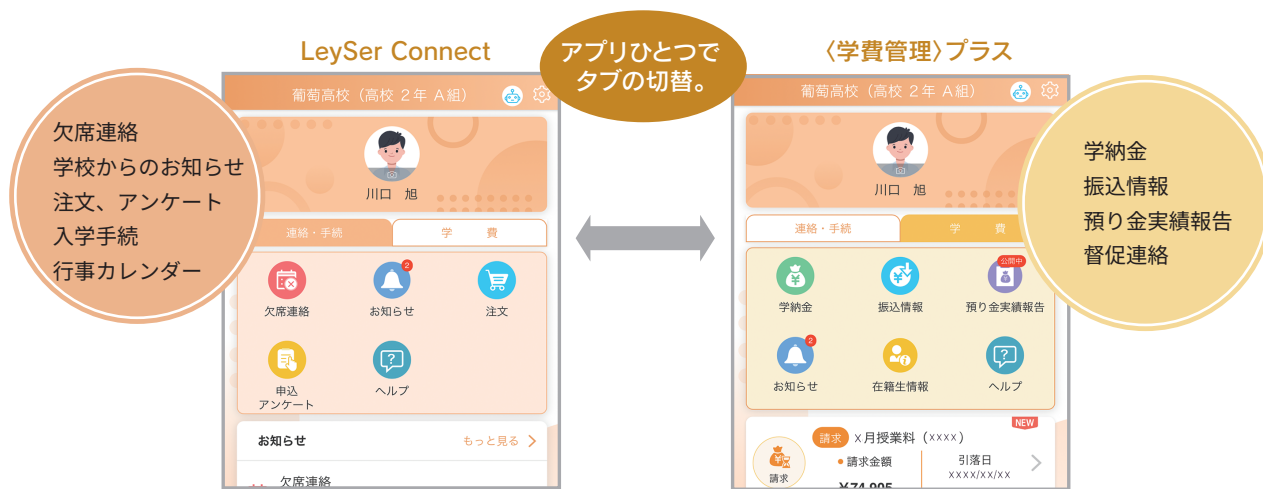 LeySer Connect
アプリひとつで
タブの切替。
〈学費管理〉プラス
欠席連絡
学校からのお知らせ
注文、アンケート
入学手続
行事カレンダー
葡萄高校（高校 2年 A組）
川口 旭
連絡・手続
学 費
欠席連絡
2
お知らせ
注文
申込
アンケート
?
ヘルプ
お知らせ
もっと見る
欠席連絡
葡萄高校（高校 2年 A組）
川口 旭
連絡・手続
学 費
¥
学納金
¥
振込情報
公開中
¥
預り金実績報告
2
お知らせ
在籍生情報
?
ヘルプ
NEW
請求
x月授業料（xxxx）
¥
請求
・請求金額
¥74,905
引落日
xxxx/xx/xx
学納金
振込情報
預り金実績報告
督促連絡